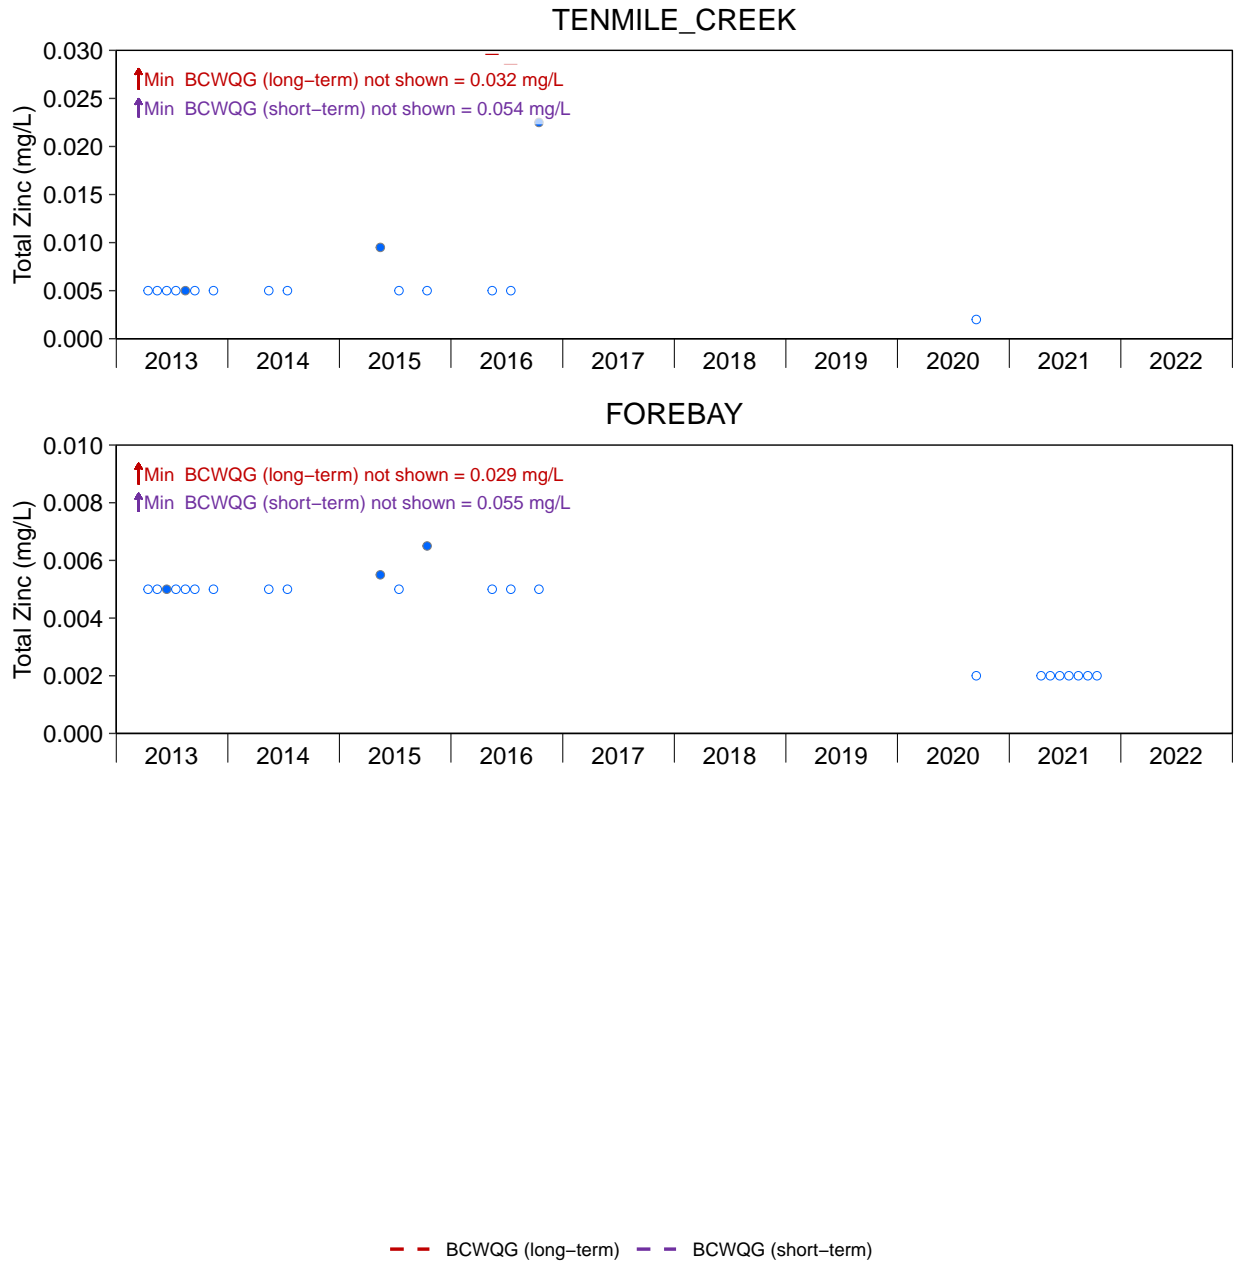 TENMILE_CREEK
Total Zinc (mg/L)
0.030
0.025
0.020
0.015
0.010
0.005
0.000
Min BCWQG (long−term) not shown = 0.032 mg/L
Min BCWQG (short−term) not shown = 0.054 mg/L
2013 2014 2015 2016 2017 2018 2019 2020 2021 2022
FOREBAY
Total Zinc (mg/L)
0.010
0.008
0.006
0.004
0.002
0.000
Min BCWQG (long−term) not shown = 0.029 mg/L
Min BCWQG (short−term) not shown = 0.055 mg/L
2013 2014 2015 2016 2017 2018 2019 2020 2021 2022
BCWQG (long−term) BCWQG (short−term)